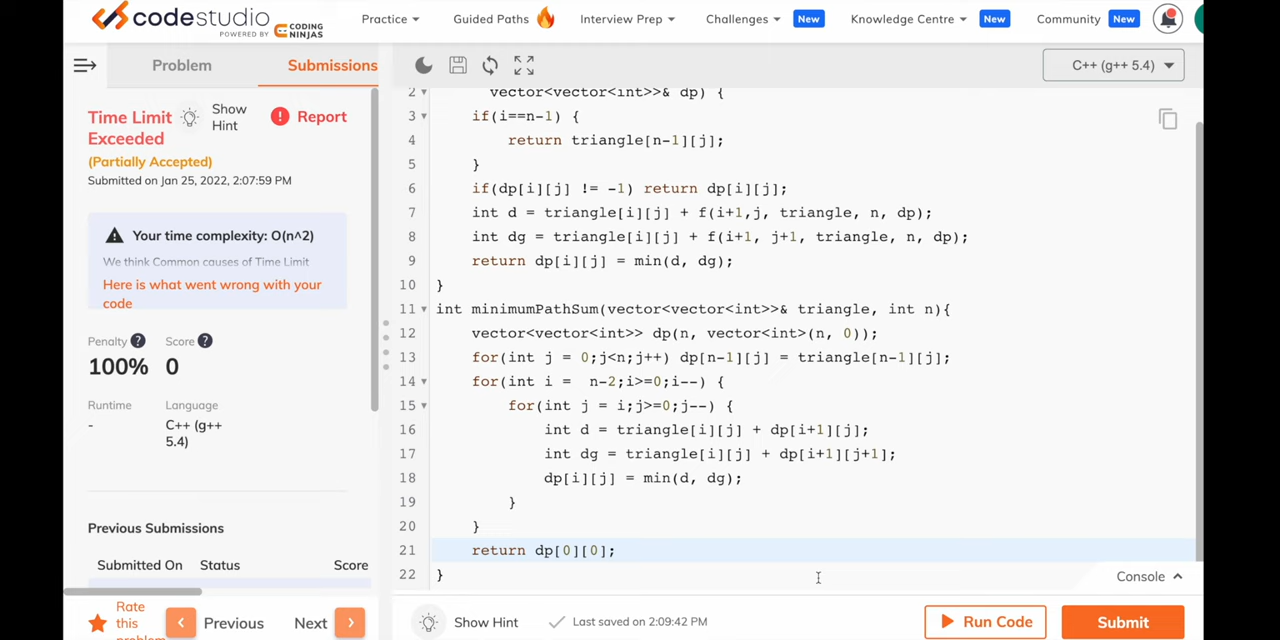 codestudio
POWERED BY CODING NINJAS
Practice
Guided Paths
Interview Prep
Challenges
New
Knowledge Centre
New
Community
New
Problem
Submissions
C++ (g++ 5.4)
Time Limit Exceeded
Show Hint
! Report
(Partially Accepted)
Submitted on Jan 25, 2022, 2:07:59 PM
Your time complexity: O(n^2)
We think Common causes of Time Limit
Here is what went wrong with your
code
Penalty ? Score ?
100% 0
Runtime Language
- C++ (g++
5.4)
Previous Submissions
Submitted On Status Score
Rate
this
problem
Previous
Next
2 vector<vector<int>>& dp) {
3 if(i==n-1) {
4 return triangle[n-1][j];
5 }
6 if(dp[i][j] != -1) return dp[i][j];
7 int d = triangle[i][j] + f(i+1,j, triangle, n, dp);
8 int dg = triangle[i][j] + f(i+1, j+1, triangle, n, dp);
9 return dp[i][j] = min(d, dg);
10 }
11 int minimumPathSum(vector<vector<int>>& triangle, int n){
12 vector<vector<int>> dp(n, vector<int>(n, 0));
13 for(int j = 0;j<n;j++) dp[n-1][j] = triangle[n-1][j];
14 for(int i =  n-2;i>=0;i--) {
15 for(int j = i;j>=0;j--) {
16 int d = triangle[i][j] + dp[i+1][j];
17 int dg = triangle[i][j] + dp[i+1][j+1];
18 dp[i][j] = min(d, dg);
19 }
20 }
21 return dp[0][0];
22 }
Console
Show Hint
Last saved on 2:09:42 PM
Run Code
Submit